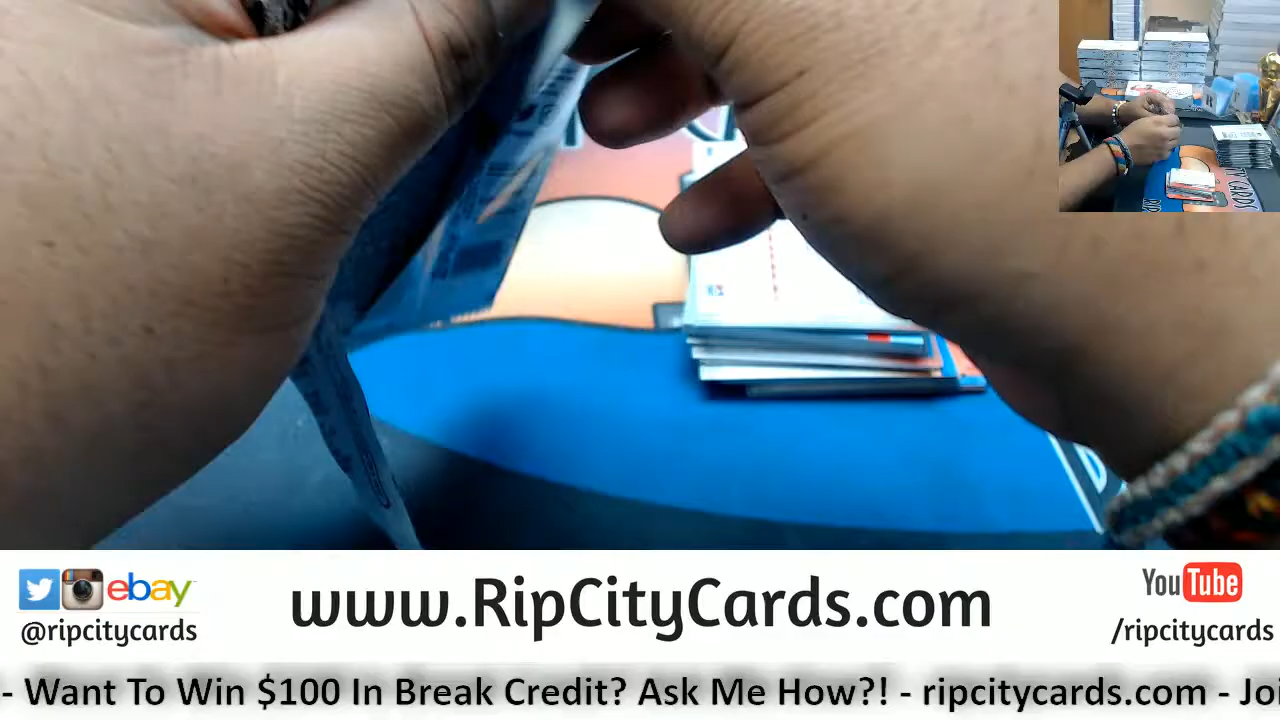 ebay
@ripcitycards
www.RipCityCards.com
YouTube
/ripcitycards
- Want To Win $100 In Break Credit? Ask Me How?! - ripcitycards.com - Joi